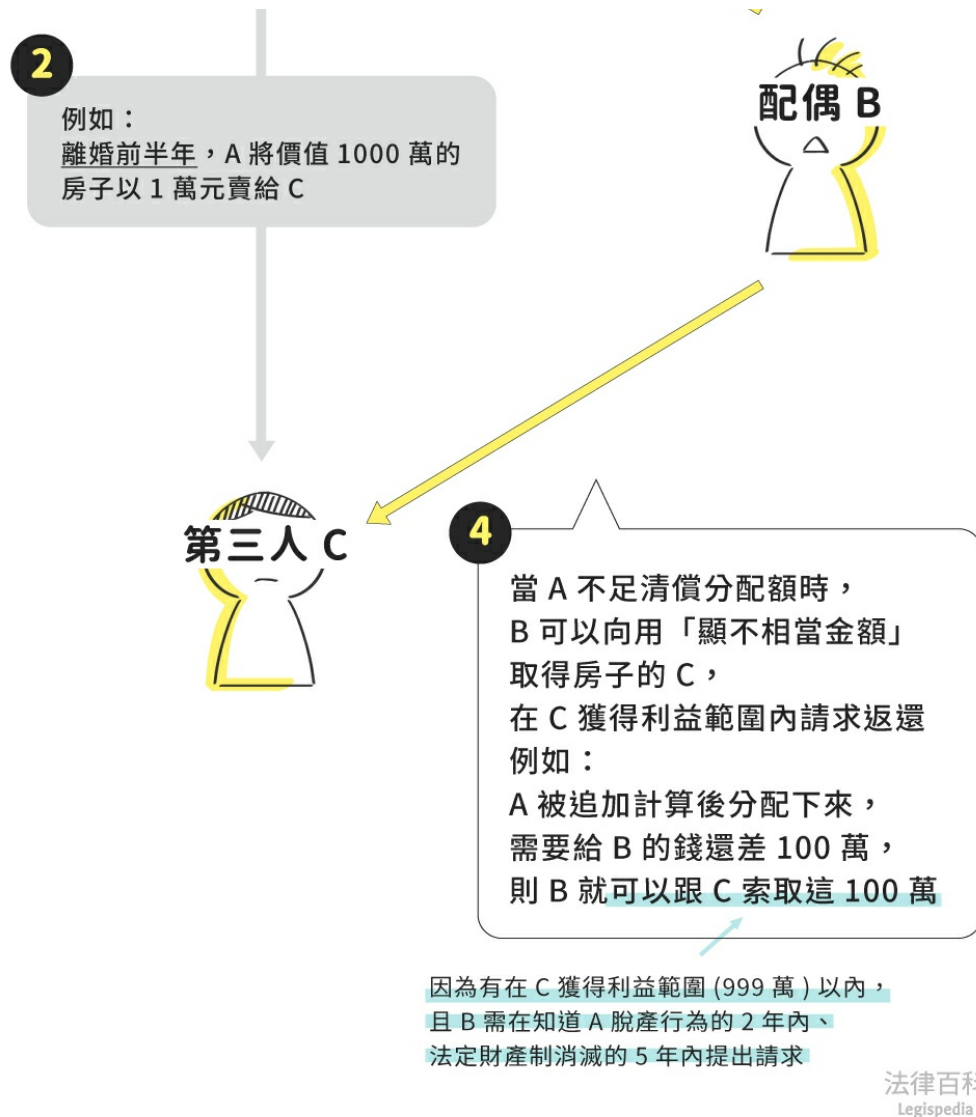 2
例如：
離婚前半年，A 將價值 1000 萬的
房子以 1 萬元賣給 C
配偶 B
第三人 C
4
當 A 不足清償分配額時，
B 可以向用「顯不相當金額」
取得房子的 C，
在 C 獲得利益範圍內請求返還
例如：
A 被追加計算後分配下來，
需要給 B 的錢還差 100 萬，
則 B 就可以跟 C 索取這 100 萬
因為有在 C 獲得利益範圍 (999 萬 ) 以內，
且 B 需在知道 A 脫產行為的 2 年內、
法定財產制消滅的 5 年內提出請求
法律百科
Legispedia